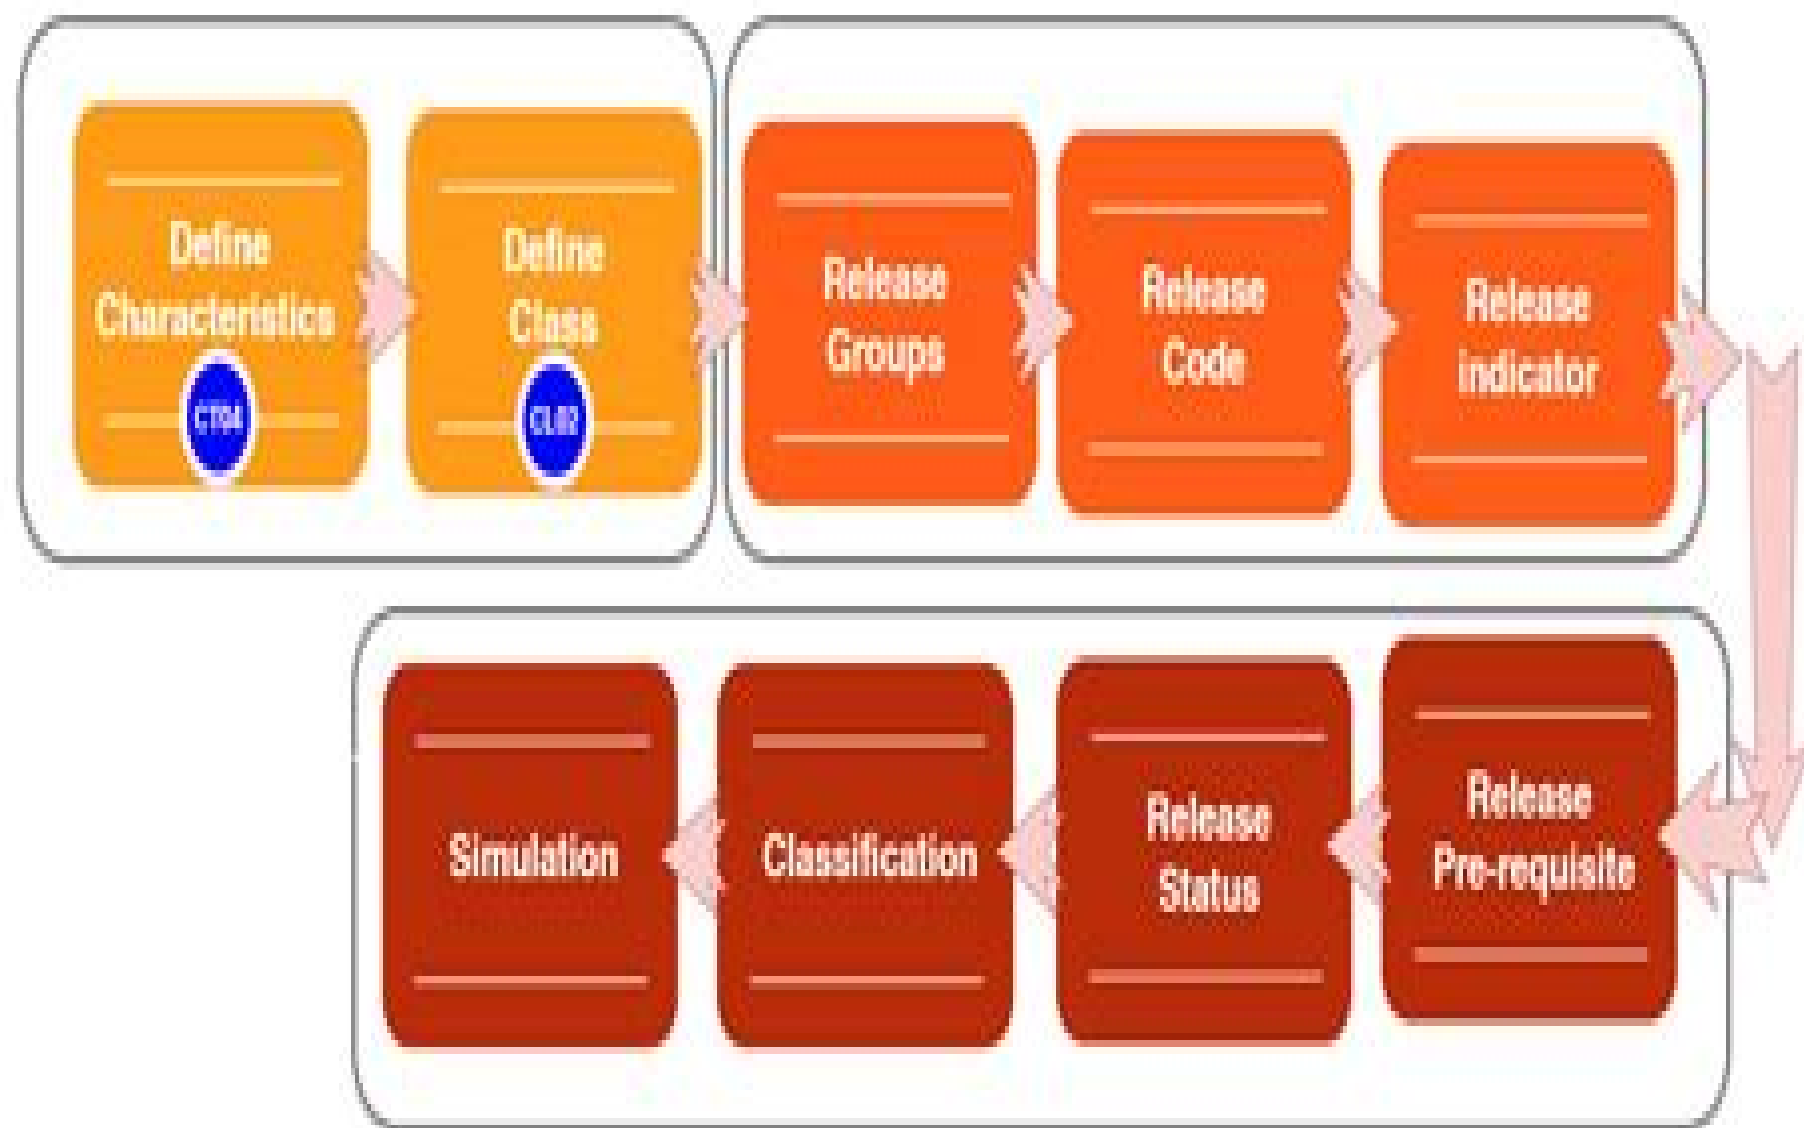 Define
Characteristics
CT04
Define
Class
CL02
Release
Groups
Release
Code
Release
indicator
Release
Pre-requisite
Release
Status
Classification
Simulation